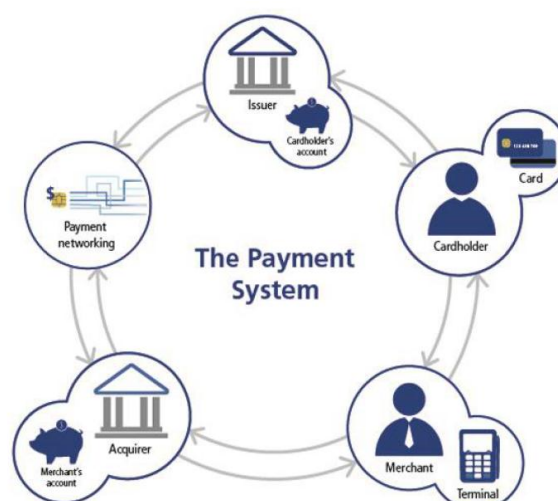 Issuer
Cardholder's
account
Card
$
Payment
networking
Cardholder
The Payment
System
Merchant's
account
Acquirer
Merchant
Terminal